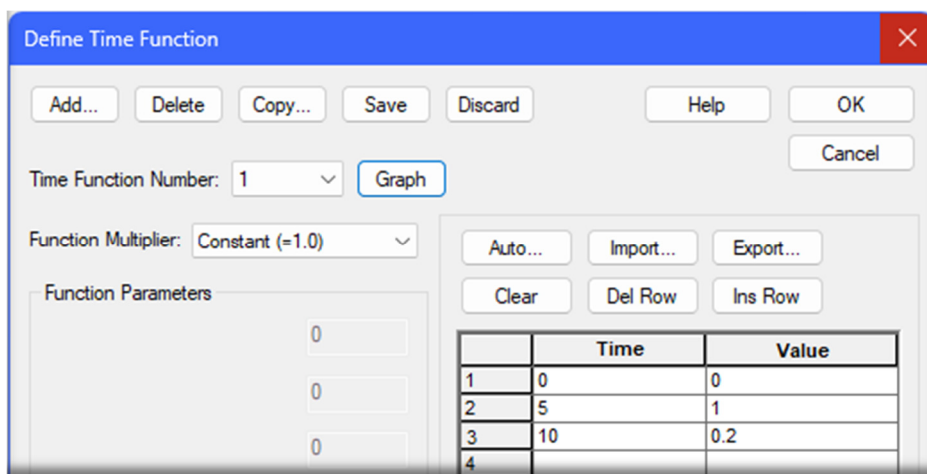 Define Time Function
Add... Delete Copy... Save Discard Help OK
Cancel
Time Function Number: 1 Graph
Function Multiplier: Constant (=1.0)
Auto... Import... Export...
Function Parameters
Clear Del Row Ins Row
0
Time Value
1 0 0
2 5 1
0
3 10 0.2
0
4